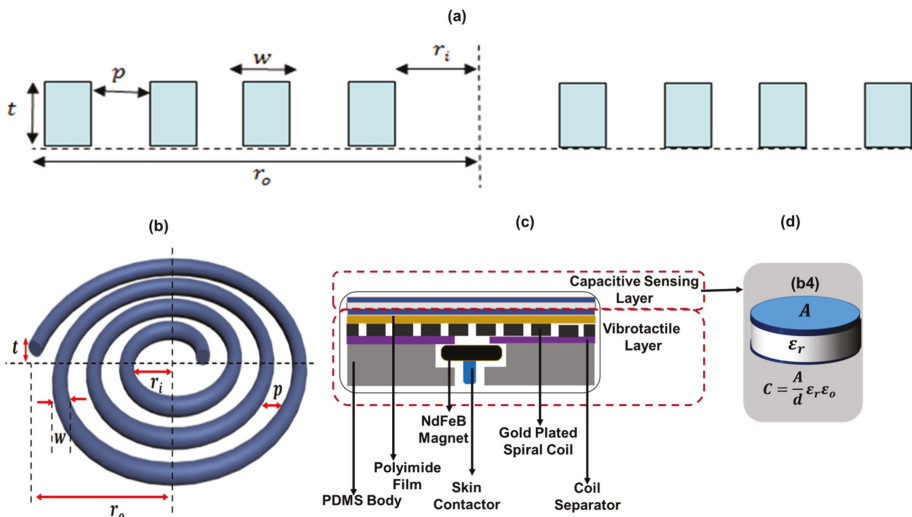 (a)
p
w
r_i
t
r_o
(b)
(c)
(d)
Capacitive Sensing
Layer
Vibrotactile
Layer
(b4)
A
ε_r
C = A/d ε_r ε_o
t
r_i
p
W
r_o
NdFeB
Magnet
Gold Plated
Spiral Coil
Polyimide
Film
PDMS Body
Skin
Contactor
Coil
Separator